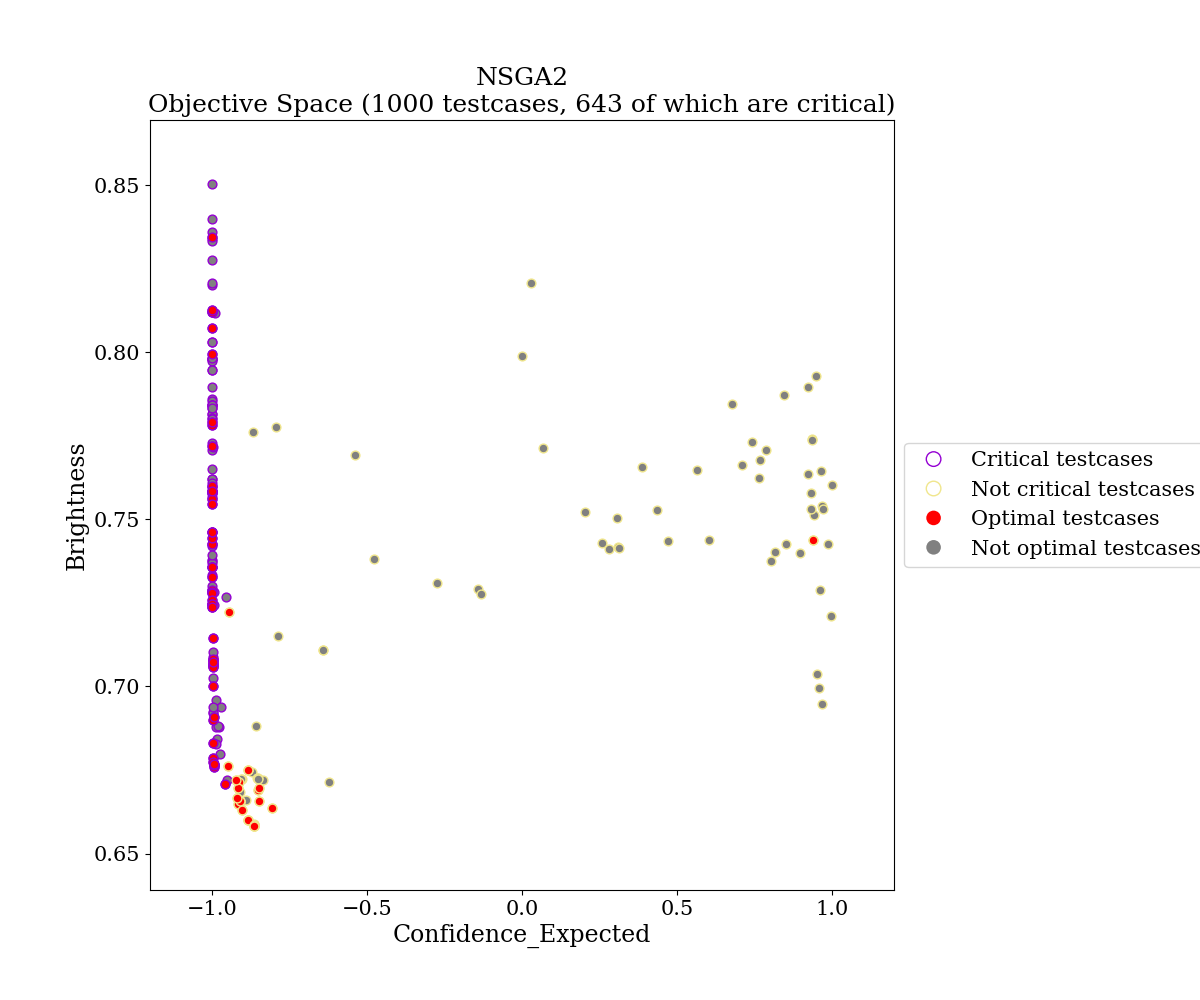 NSGA2
Objective Space (1000 testcases, 643 of which are critical)
0.85
0.80
0.75
0.70
0.65
Brightness
−1.0
−0.5
0.0
0.5
1.0
Confidence_Expected
Critical testcases
Not critical testcases
Optimal testcases
Not optimal testcases